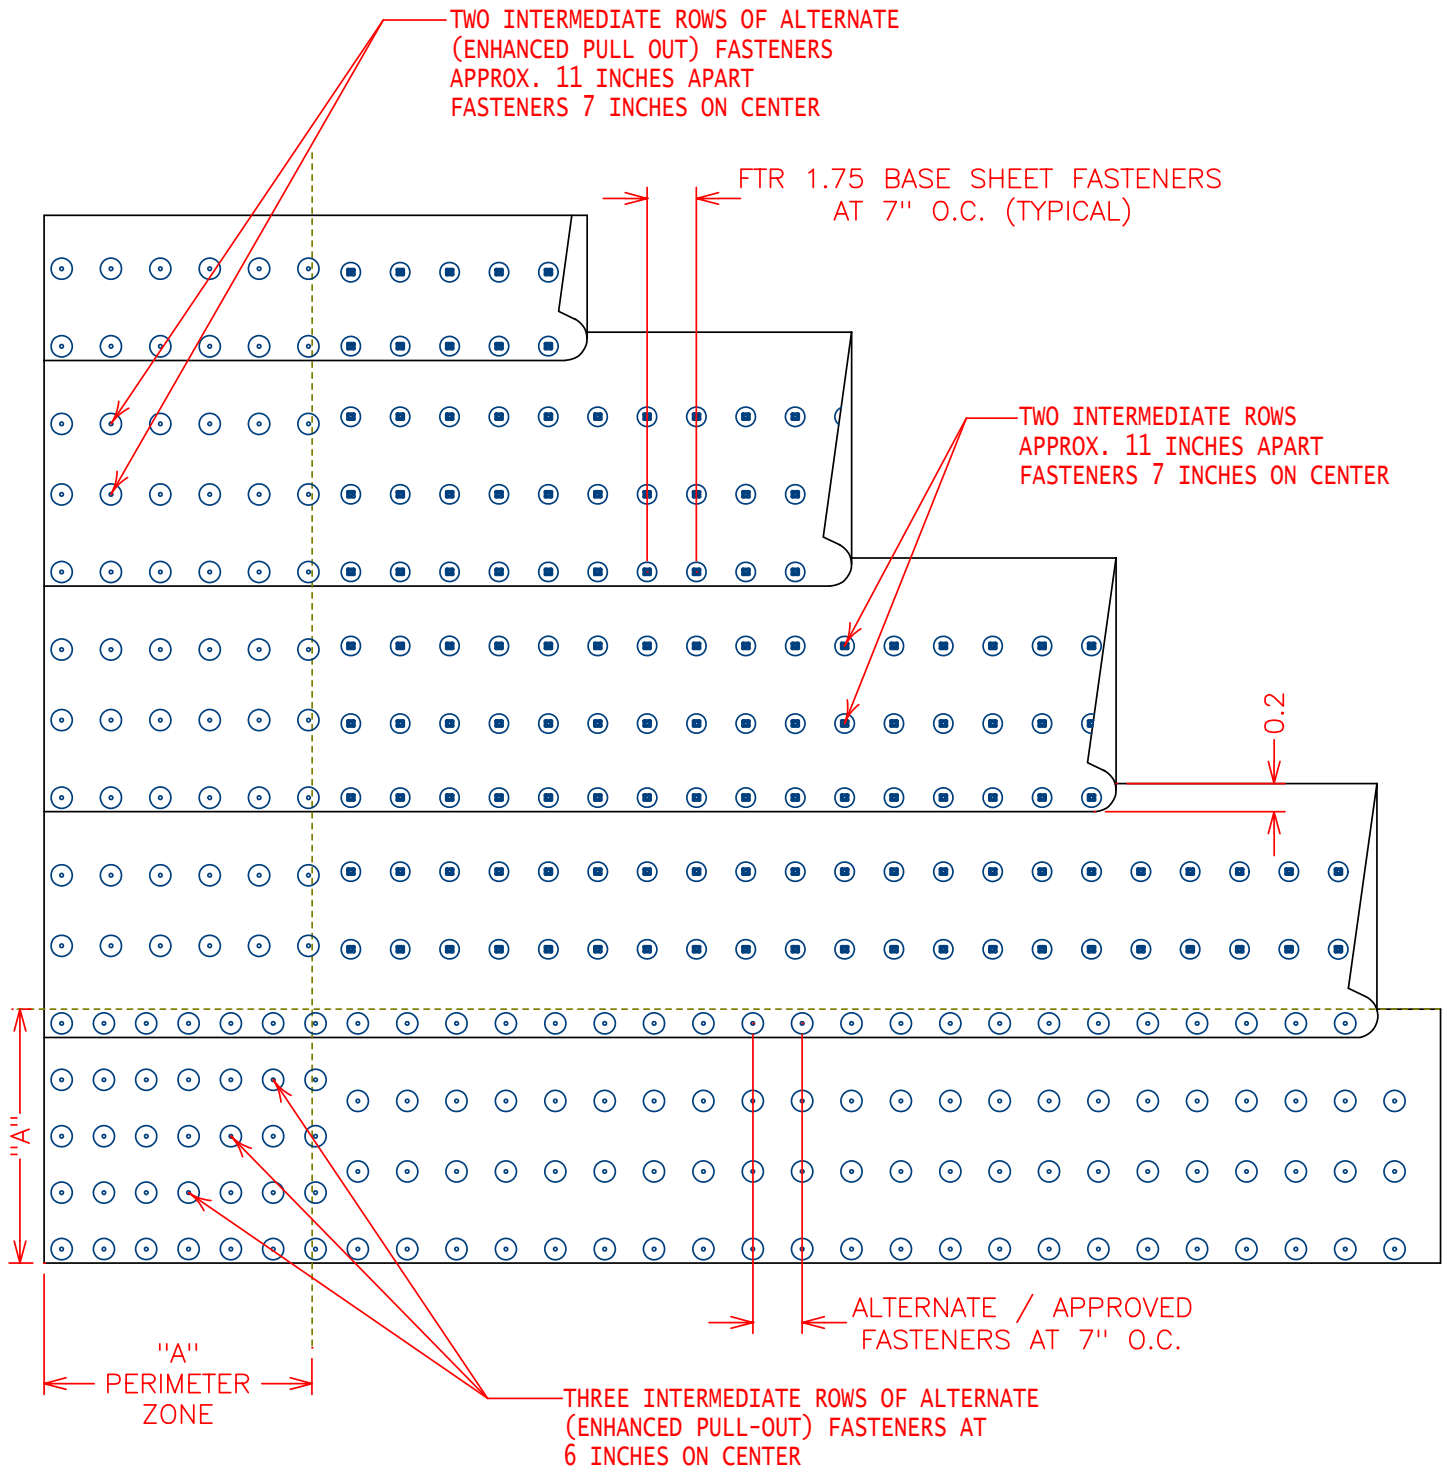 TWO INTERMEDIATE ROWS OF ALTERNATE
(ENHANCED PULL OUT) FASTENERS
APPROX. 11 INCHES APART
FASTENERS 7 INCHES ON CENTER
FTR 1.75 BASE SHEET FASTENERS
AT 7" O.C. (TYPICAL)
TWO INTERMEDIATE ROWS
APPROX. 11 INCHES APART
FASTENERS 7 INCHES ON CENTER
0.2
"A"
ALTERNATE / APPROVED
FASTENERS AT 7" O.C.
"A"
PERIMETER
ZONE
THREE INTERMEDIATE ROWS OF ALTERNATE
(ENHANCED PULL-OUT) FASTENERS AT
6 INCHES ON CENTER